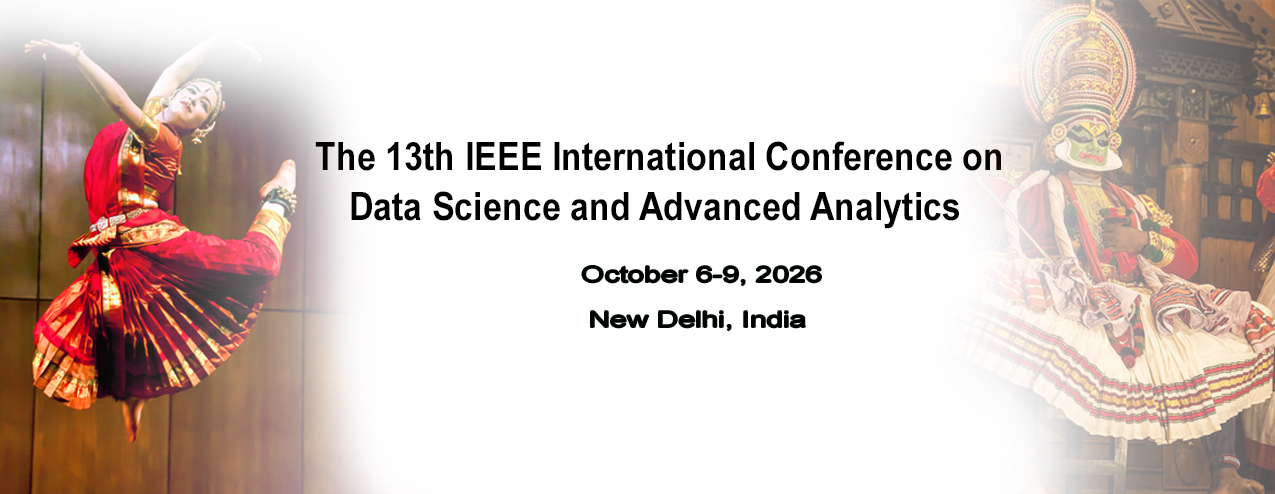 The 13th IEEE International Conference on
Data Science and Advanced Analytics
October 6-9, 2026
New Delhi, India